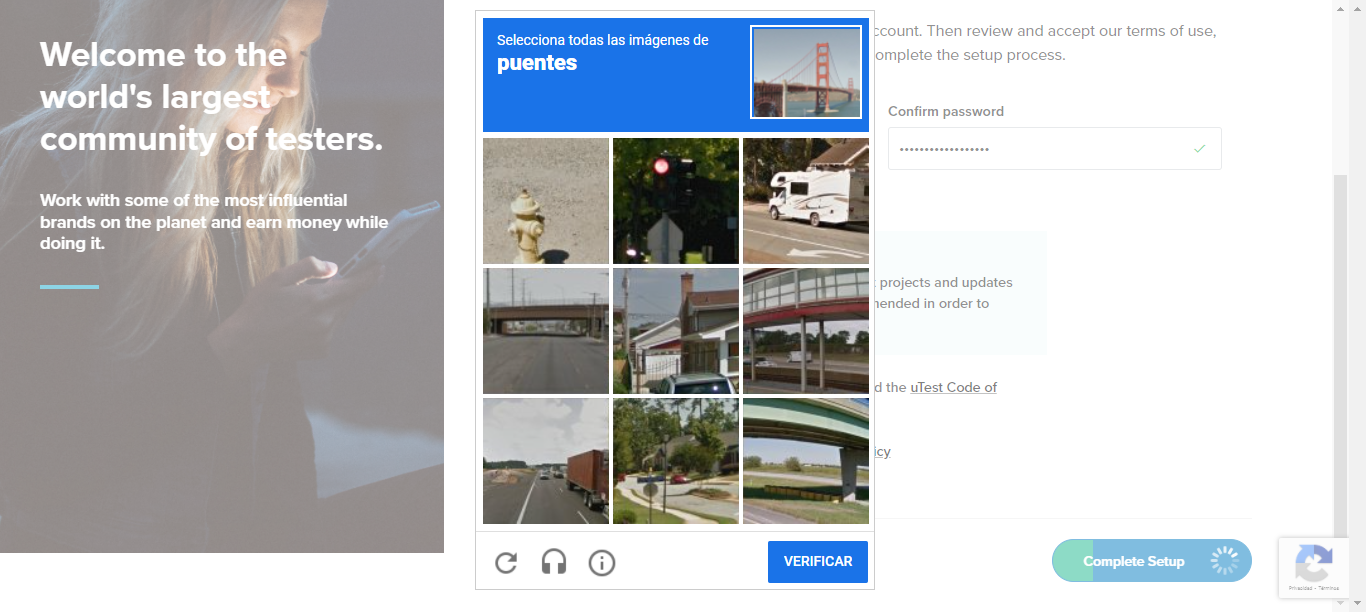 Welcome to the
world's largest
community of testers.
Work with some of the most influential
brands on the planet and earn money while
doing it.
Selecciona todas las imágenes de
puentes
VERIFICAR
ccount. Then review and accept our terms of use,
omplete the setup process.
Confirm password
projects and updates
nended in order to
d the uTest Code of
icy
Complete Setup
Privacidad - Términos